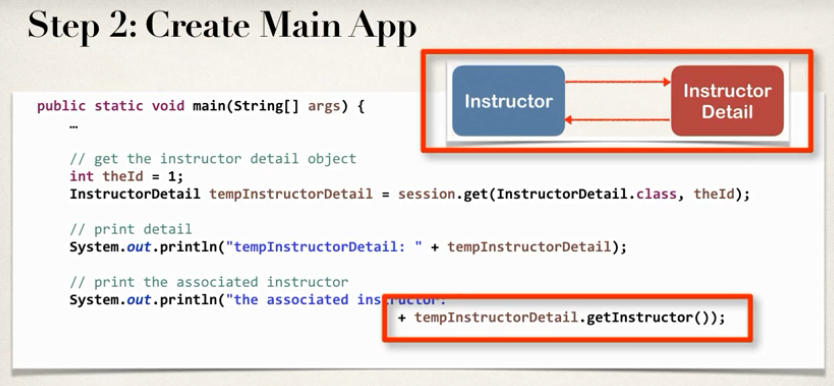 Step 2: Create Main App
Instructor
Instructor
Detail
public static void main(String[] args) {
…
// get the instructor detail object
int theId = 1;
InstructorDetail tempInstructorDetail = session.get(InstructorDetail.class, theId);
// print detail
System.out.println("tempInstructorDetail: " + tempInstructorDetail);
// print the associated instructor
System.out.println("the associated instructor:
+ tempInstructorDetail.getInstructor());